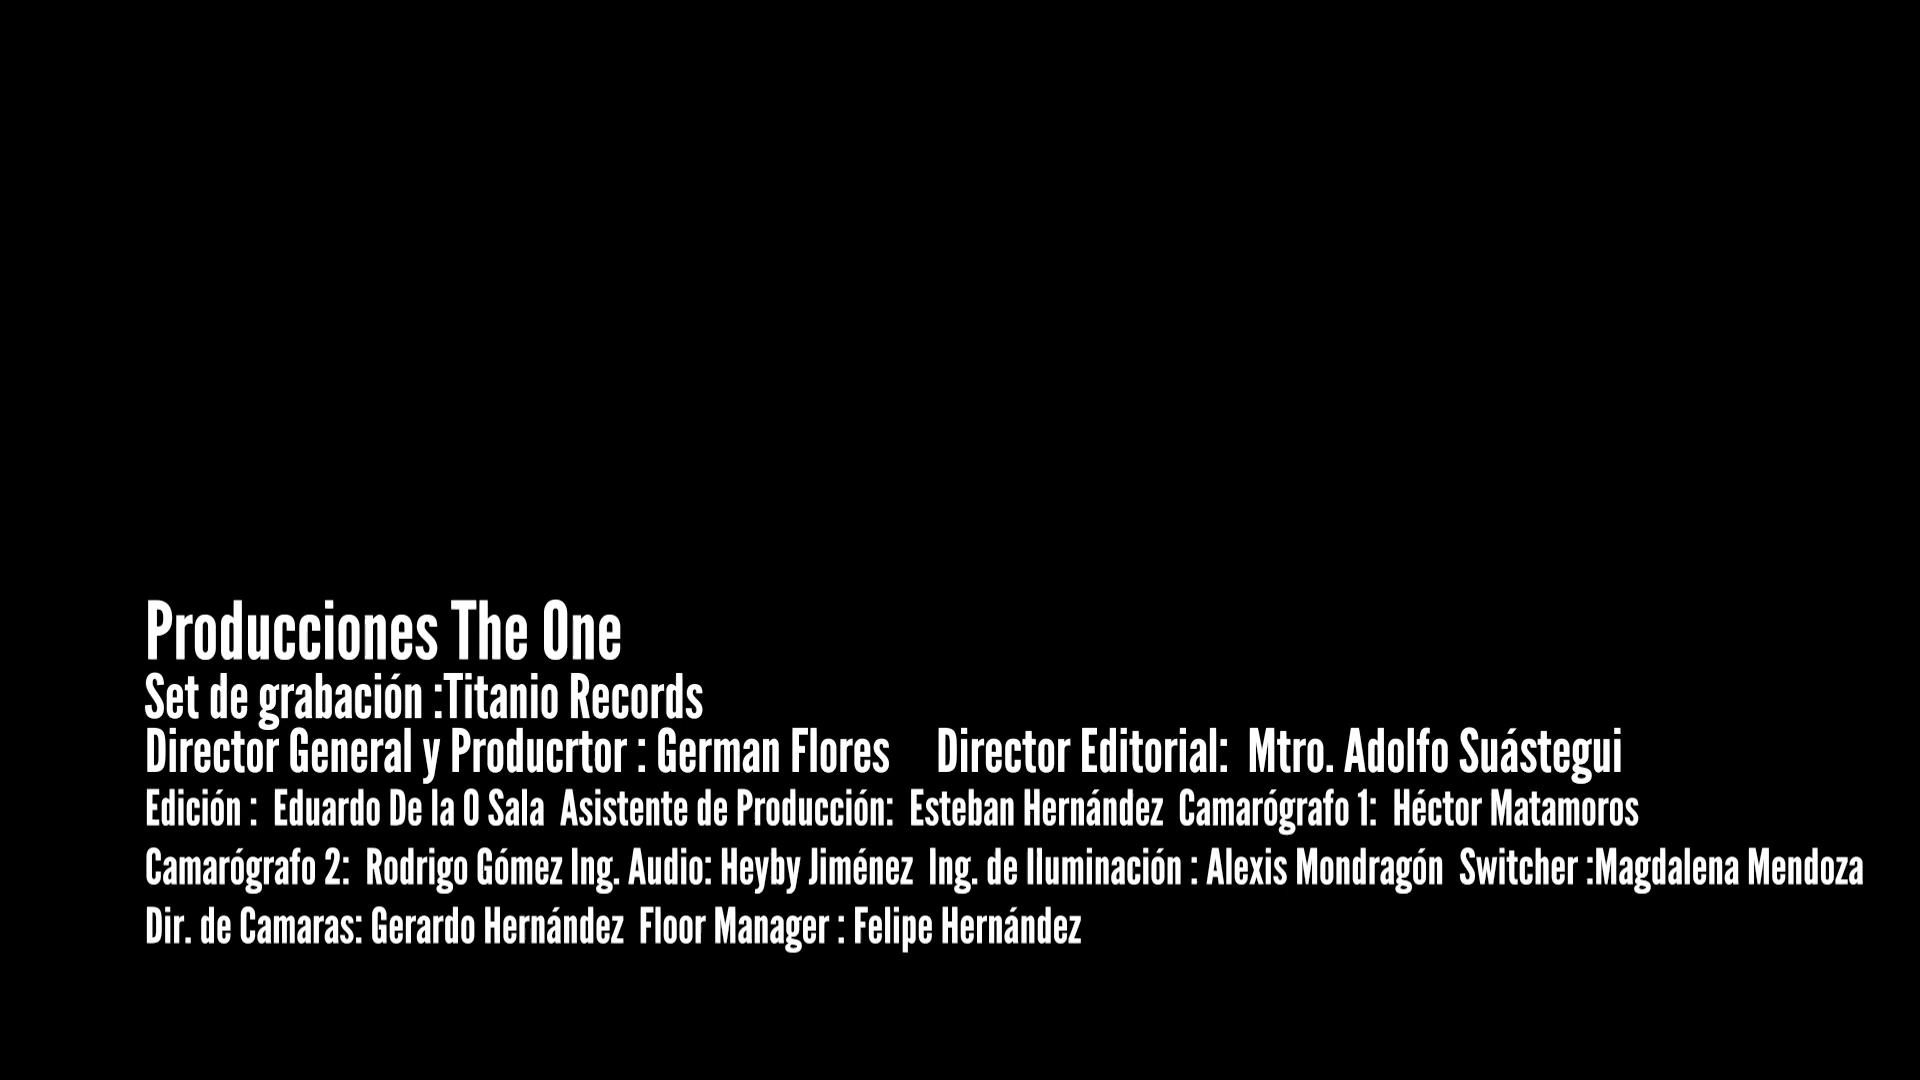 Producciones The One
Set de grabación :Titanio Records
Director General y Producrtor : German Flores     Director Editorial:  Mtro. Adolfo Suástegui
Edición :  Eduardo De la O Sala  Asistente de Producción:  Esteban Hernández  Camarógrafo 1:  Héctor Matamoros
Camarógrafo 2:  Rodrigo Gómez Ing. Audio: Heyby Jiménez  Ing. de Iluminación : Alexis Mondragón  Switcher :Magdalena Mendoza
Dir. de Camaras: Gerardo Hernández  Floor Manager : Felipe Hernández